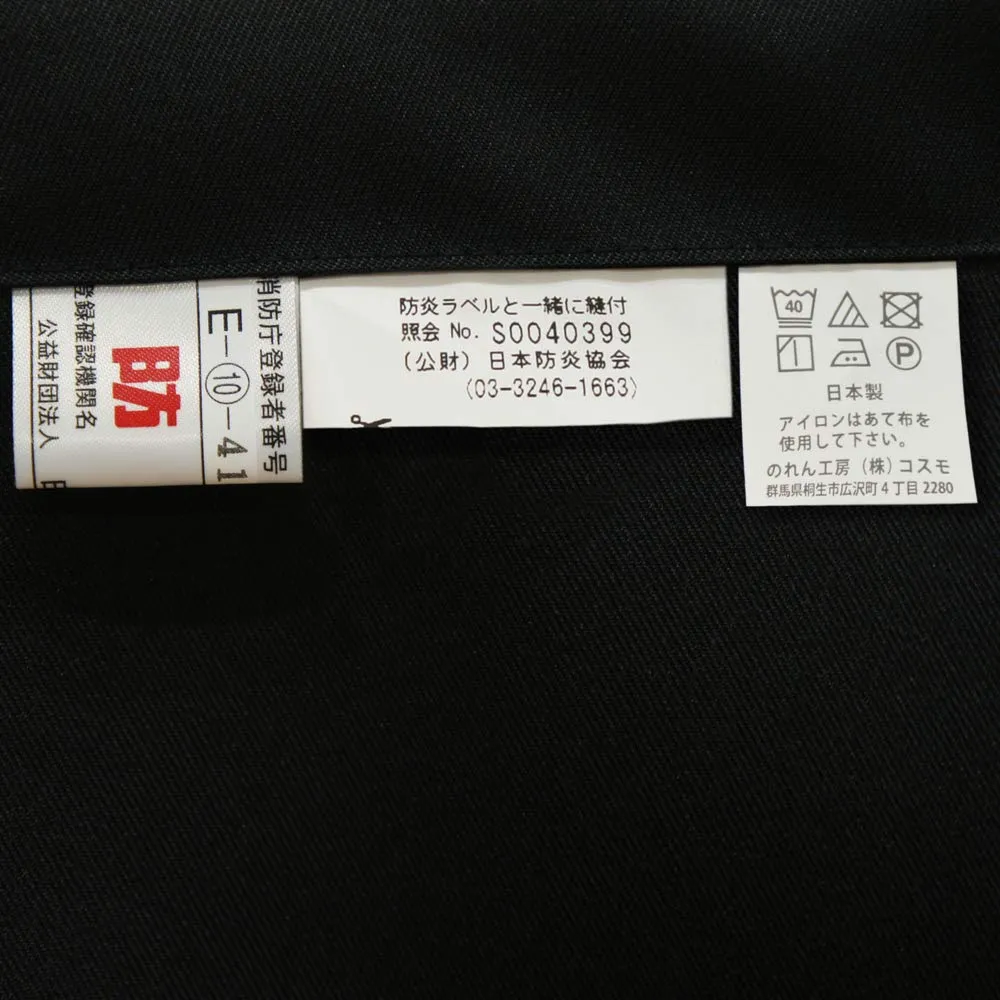 消防庁登録者番号
E-⑩-41
防
登録確認機関名
公益財団法人
防炎ラベルと一緒に縫付
照会 No. S0040399
(公財) 日本防炎協会
(03-3246-1663)
40
P
日本製
アイロンはあて布を
使用して下さい。
のれん工房 (株) コスモ
群馬県桐生市広沢町4丁目2280